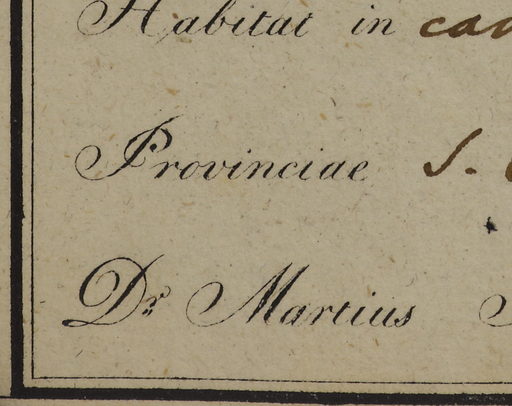 Habitat in
Provinciae S.
Dr. Martius